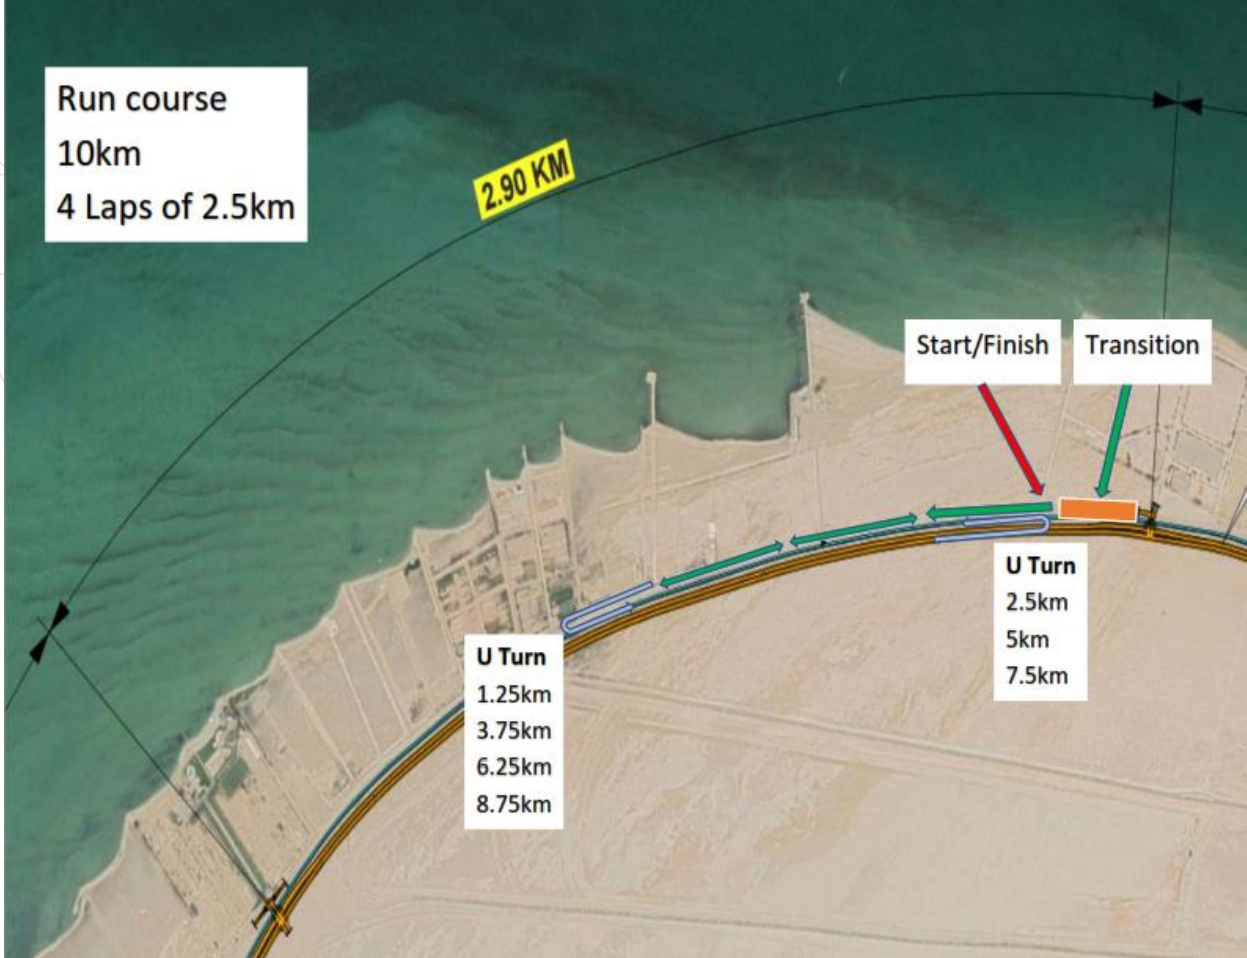 Run course
10km
4 Laps of 2.5km
2.90 KM
Start/Finish
Transition
U Turn
2.5km
5km
7.5km
U Turn
1.25km
3.75km
6.25km
8.75km